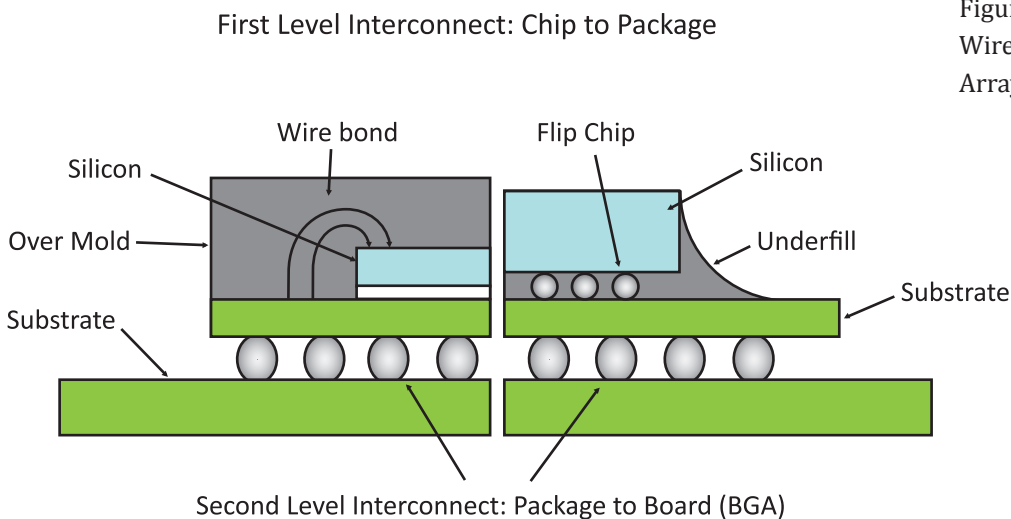 First Level Interconnect: Chip to Package
Wire
Wire bond
Flip Chip
Silicon
Silicon
Over Mold
Underfill
Substrate
Substrate
Second Level Interconnect: Package to Board (BGA)